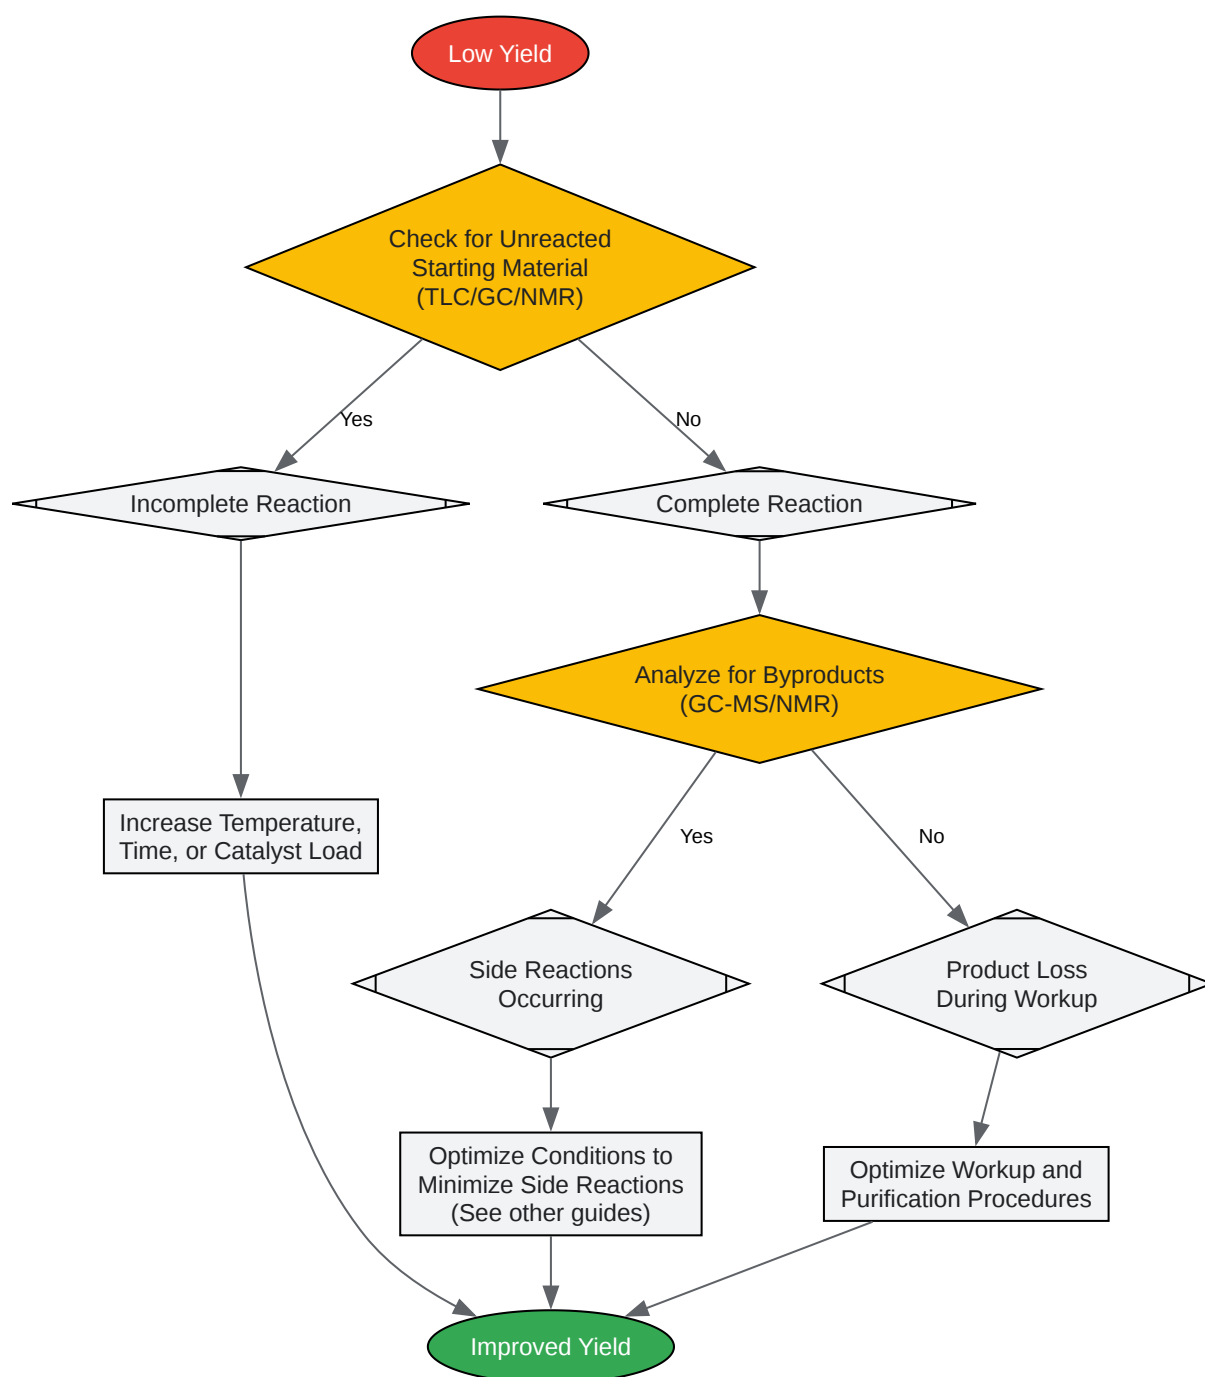 Low Yield
Check for Unreacted
Starting Material
(TLC/GC/NMR)
Yes
No
Incomplete Reaction
Complete Reaction
Analyze for Byproducts
(GC-MS/NMR)
Increase Temperature,
Time, or Catalyst Load
Yes
No
Side Reactions
Occurring
Product Loss
During Workup
Optimize Conditions to
Minimize Side Reactions
(See other guides)
Optimize Workup and
Purification Procedures
Improved Yield